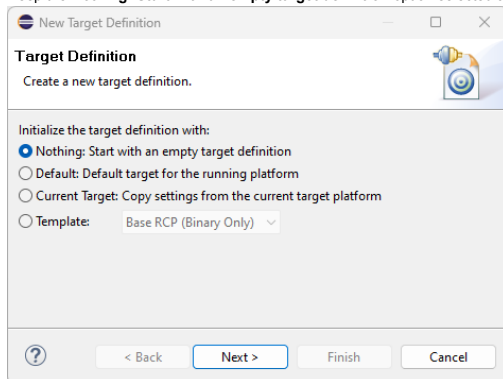 New Target Definition
Target Definition
Create a new target definition.
Initialize the target definition with:
Nothing: Start with an empty target definition
Default: Default target for the running platform
Current Target: Copy settings from the current target platform
Template: Base RCP (Binary Only)
? < Back Next > Finish Cancel